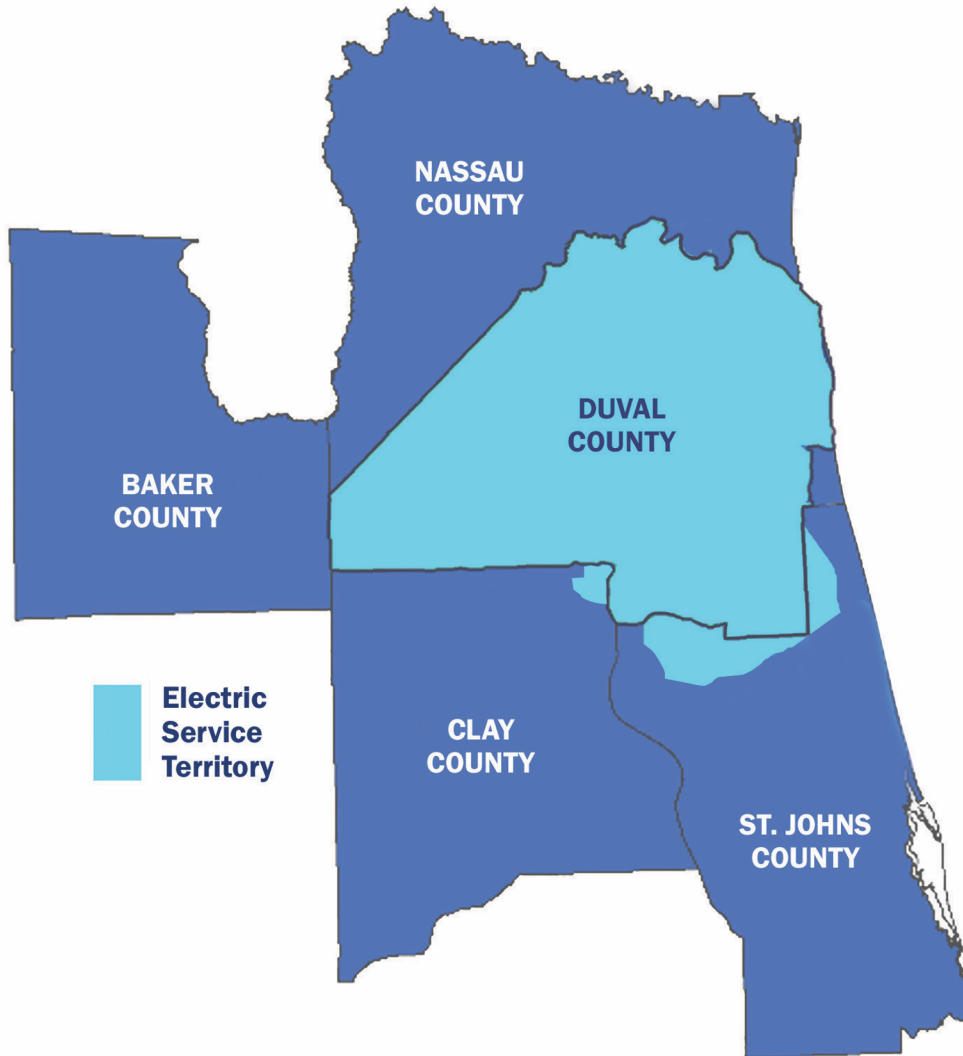 NASSAU
COUNTY
DUVAL
COUNTY
BAKER
COUNTY
Electric
Service
Territory
CLAY
COUNTY
ST. JOHNS
COUNTY